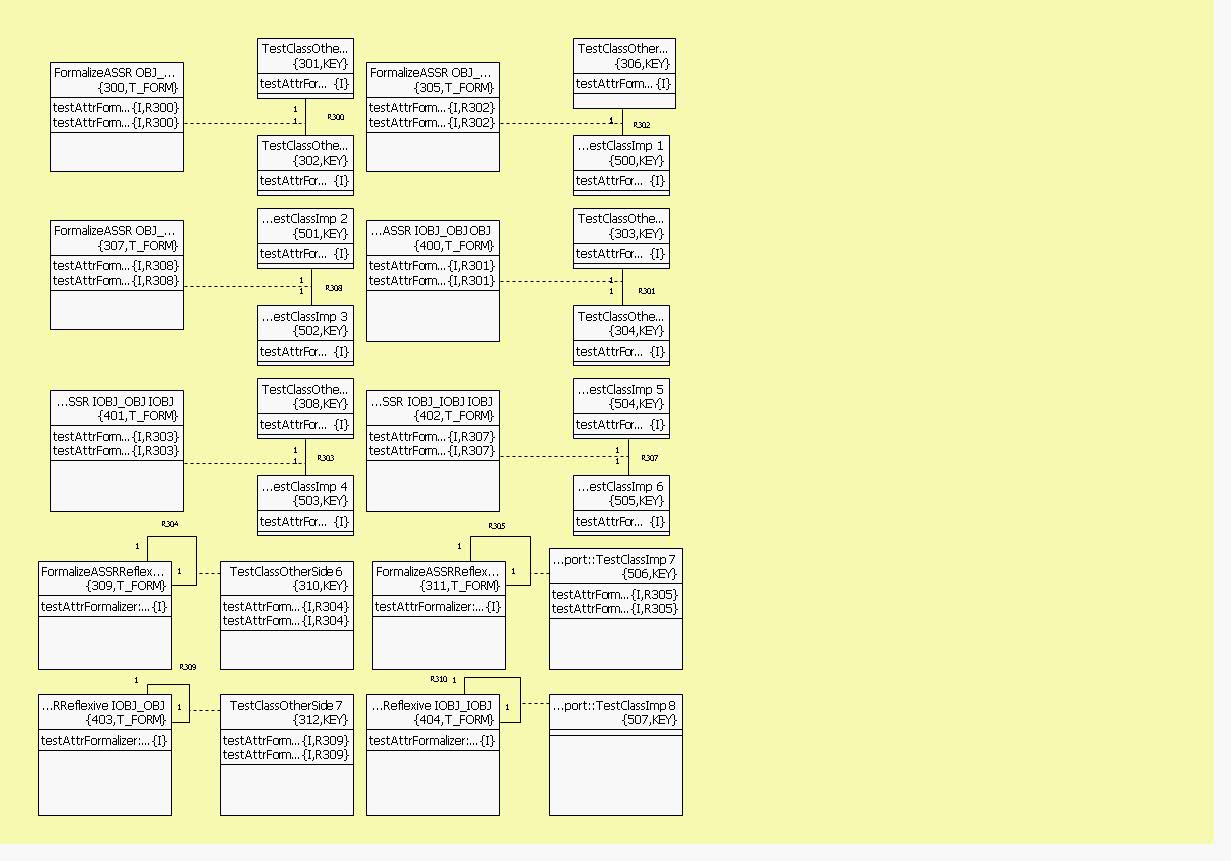 FormalizeASSR OBJ_...
{300,T_FORM}
testAttrForm... {I,R300}
testAttrForm... {I,R300}
TestClassOthe...
{301,KEY}
testAttrFor... {I}
1
1
R300
TestClassOthe...
{302,KEY}
testAttrFor... {I}
FormalizeASSR OBJ_...
{305,T_FORM}
testAttrForm... {I,R302}
testAttrForm... {I,R302}
TestClassOther...
{306,KEY}
testAttrForm... {I}
1
R302
...estClassImp 1
{500,KEY}
testAttrFor... {I}
FormalizeASSR OBJ_...
{307,T_FORM}
testAttrForm... {I,R308}
testAttrForm... {I,R308}
...estClassImp 2
{501,KEY}
testAttrFor... {I}
1
1
R308
...estClassImp 3
{502,KEY}
testAttrFor... {I}
...ASSR IOBJ_OBJ OBJ
{400,T_FORM}
testAttrForm... {I,R301}
testAttrForm... {I,R301}
TestClassOthe...
{303,KEY}
testAttrFor... {I}
1
1
R301
TestClassOthe...
{304,KEY}
testAttrFor... {I}
...SSR IOBJ_OBJ IOBJ
{401,T_FORM}
testAttrForm... {I,R303}
testAttrForm... {I,R303}
TestClassOthe...
{308,KEY}
testAttrFor... {I}
1
1
R303
...estClassImp 4
{503,KEY}
testAttrFor... {I}
...SSR IOBJ_IOBJ IOBJ
{402,T_FORM}
testAttrForm... {I,R307}
testAttrForm... {I,R307}
...estClassImp 5
{504,KEY}
testAttrFor... {I}
1
1
R307
...estClassImp 6
{505,KEY}
testAttrFor... {I}
R304
1
1
FormalizeASSRReflex...
{309,T_FORM}
testAttrFormalizer:... {I}
TestClassOtherSide6
{310,KEY}
testAttrForm... {I,R304}
testAttrForm... {I,R304}
R305
1
1
FormalizeASSRReflex...
{311,T_FORM}
testAttrFormalizer:... {I}
...port::TestClassImp 7
{506,KEY}
testAttrForm... {I,R305}
testAttrForm... {I,R305}
R309
1
1
...RReflexive IOBJ_OBJ
{403,T_FORM}
testAttrFormalizer:... {I}
TestClassOtherSide7
{312,KEY}
testAttrForm... {I,R309}
testAttrForm... {I,R309}
R310
1
1
...Reflexive IOBJ_IOBJ
{404,T_FORM}
testAttrFormalizer:... {I}
...port::TestClassImp 8
{507,KEY}